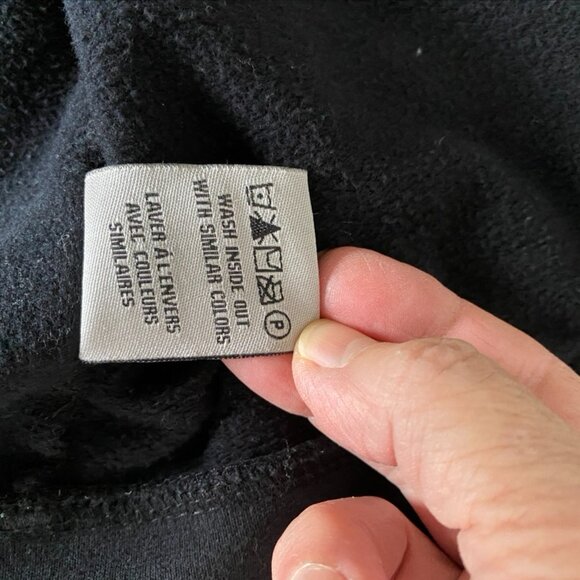 P
WASH INSIDE OUT
WITH SIMILAR COLORS
LAVER À L'ENVERS
AVEC COULEURS
SIMILAIRES